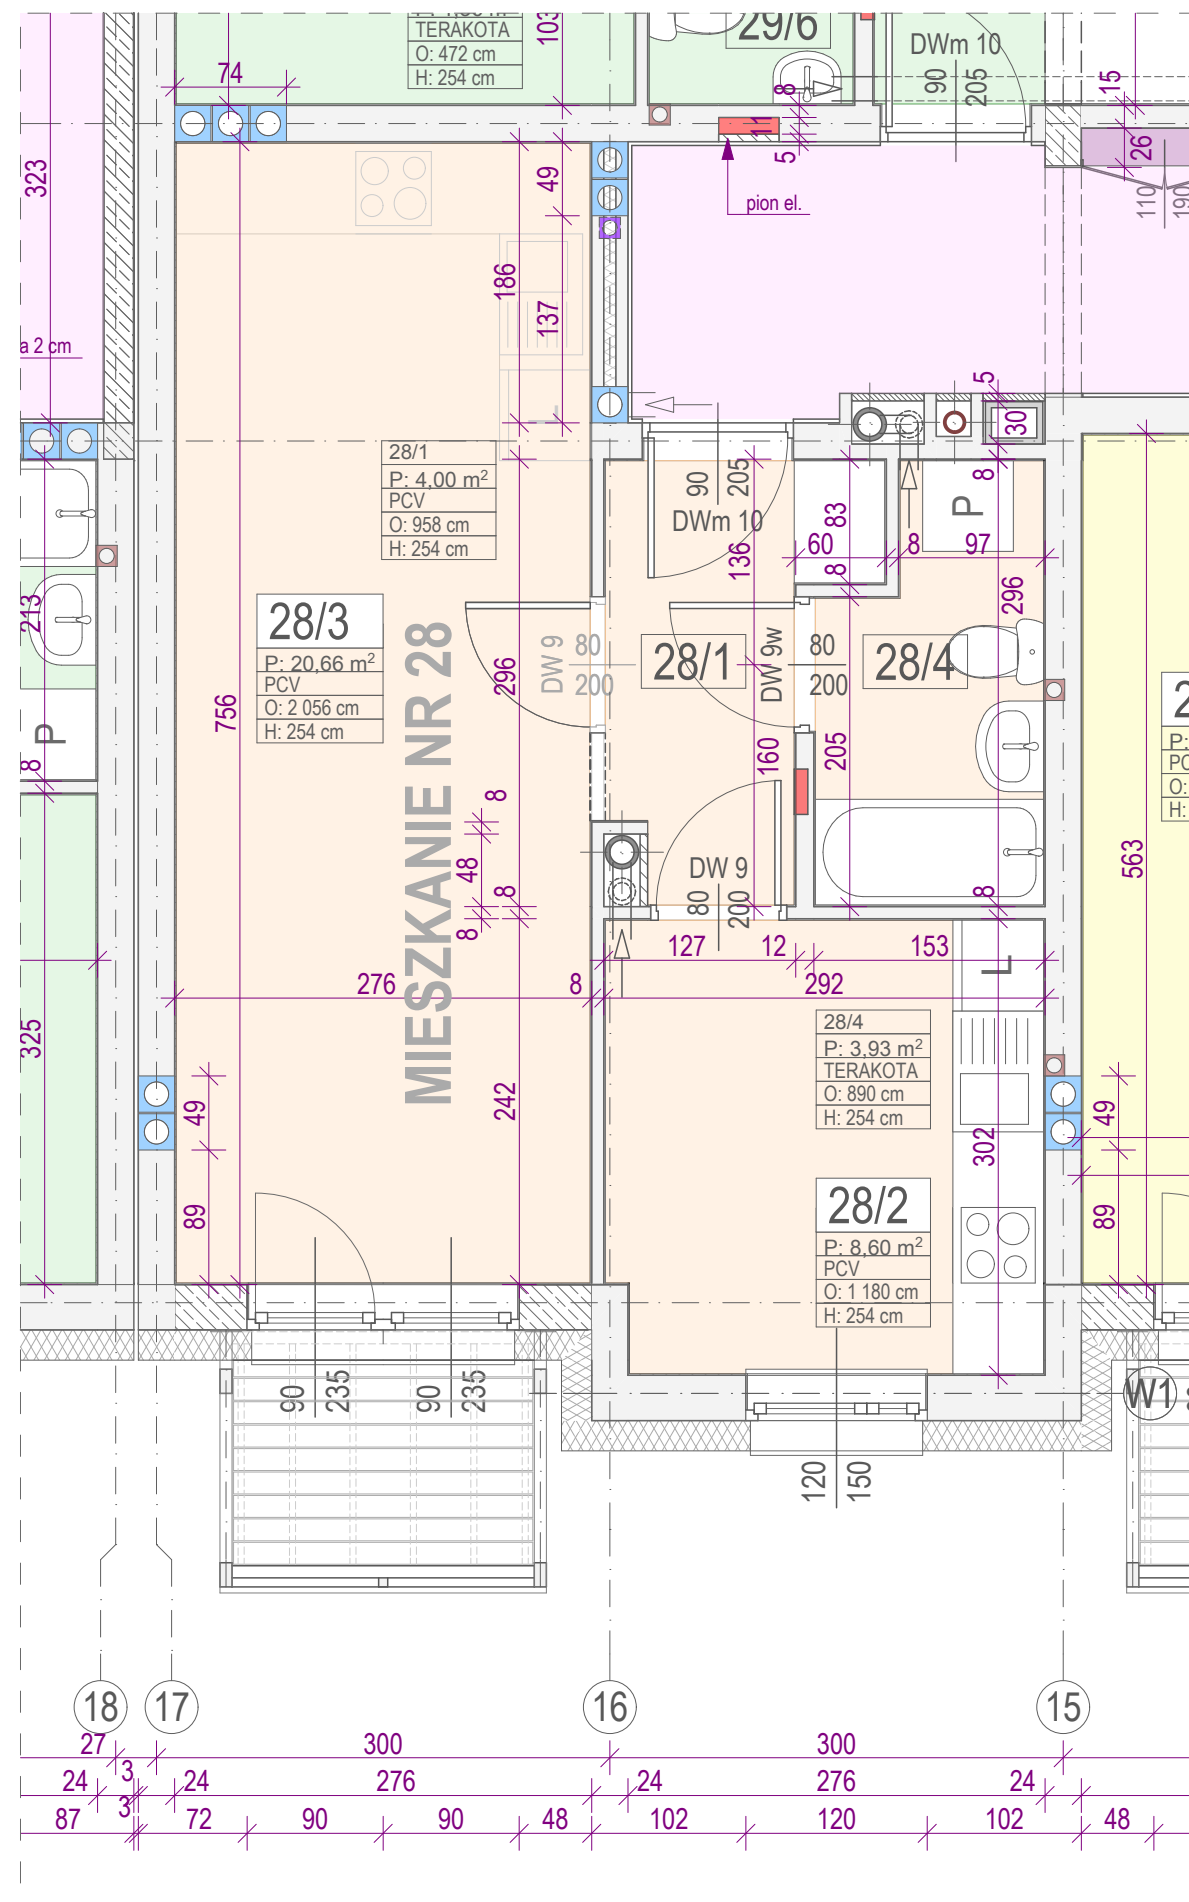 TERAKOTA
O: 472 cm
H: 254 cm
103
29/6
DWm 10
90
205
15
74
8
11
5
26
110
190
323
49
pion el.
186
137
a 2 cm
5
30
28/1
P: 4,00 m²
PCV
O: 958 cm
H: 254 cm
90
205
DWm 10
8
P
83
60
8
97
136
8
296
213
28/3
P: 20,66 m²
PCV
O: 2 056 cm
H: 254 cm
MIESZKANIE NR 28
296
DW 9
80
200
28/1
DW 9w
80
200
28/4
756
P
8
160
205
P:
O:
H:
8
48
8
8
DW 9
80
200
8
563
127
12
153
L
276
8
292
325
28/4
P: 3,93 m²
TERAKOTA
O: 890 cm
H: 254 cm
49
242
302
49
89
28/2
P: 8,60 m²
PCV
O: 1 180 cm
H: 254 cm
89
90
235
90
235
W1
120
150
18
17
16
15
27
300
300
24
3
24
276
24
276
24
87
3
72
90
90
48
102
120
102
48